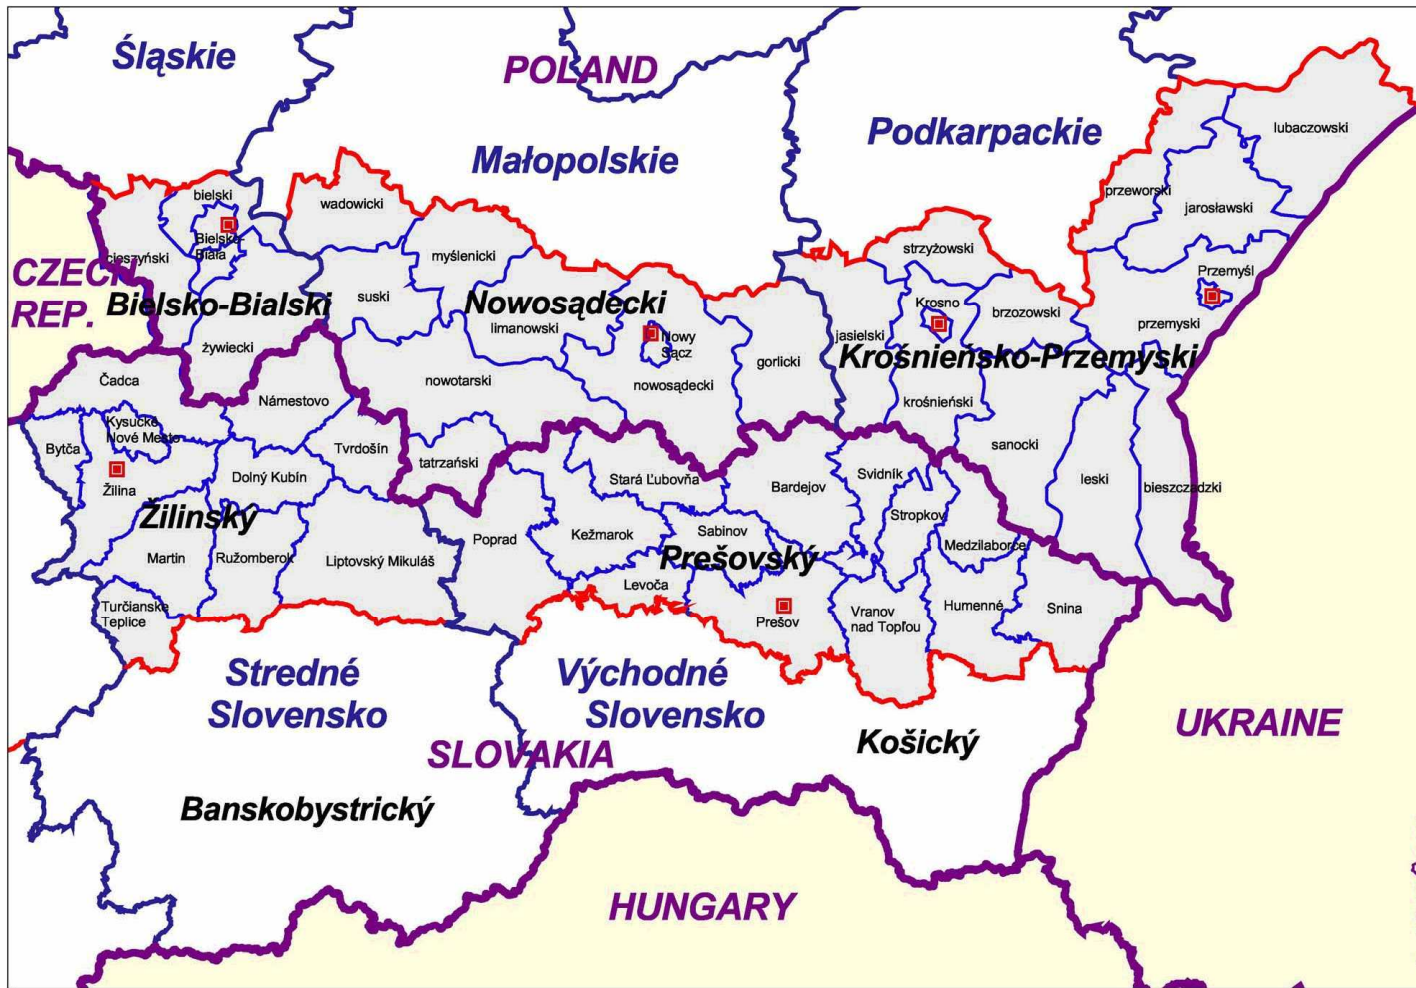 Śląskie
POLAND
Podkarpackie
Małopolskie
lubaczowski
przeworski
jarosławski
bielski
wadowicki
Bielsko-
Biała
cieszyński
myślenicki
strzyżowski
CZECH
REP.
Przemyśl
Bielsko-Bialski
suski
Nowosądecki
limanowski
Nowy
Sącz
Krosno
brzozowski
przemyski
jasielski
Krośnieńsko-Przemyski
żywiecki
gorlicki
nowotarski
nowosądecki
krośnieński
Čadca
Námestovo
Kysucké
Nové Mesto
Bytča
Tvrdošín
tatrzański
sanocki
leski
bieszczadzki
Žilina
Dolný Kubín
Stará Ľubovňa
Bardejov
Svidník
Stropkov
Žilinský
Martin
Ružomberok
Liptovský Mikuláš
Poprad
Kežmarok
Sabinov
Prešovský
Medzilaborce
Levoča
Turčianske
Teplice
Prešov
Vranov
nad Topľou
Humenné
Snina
Stredné
Slovensko
Východné
Slovensko
UKRAINE
SLOVAKIA
Košický
Banskobystrický
HUNGARY